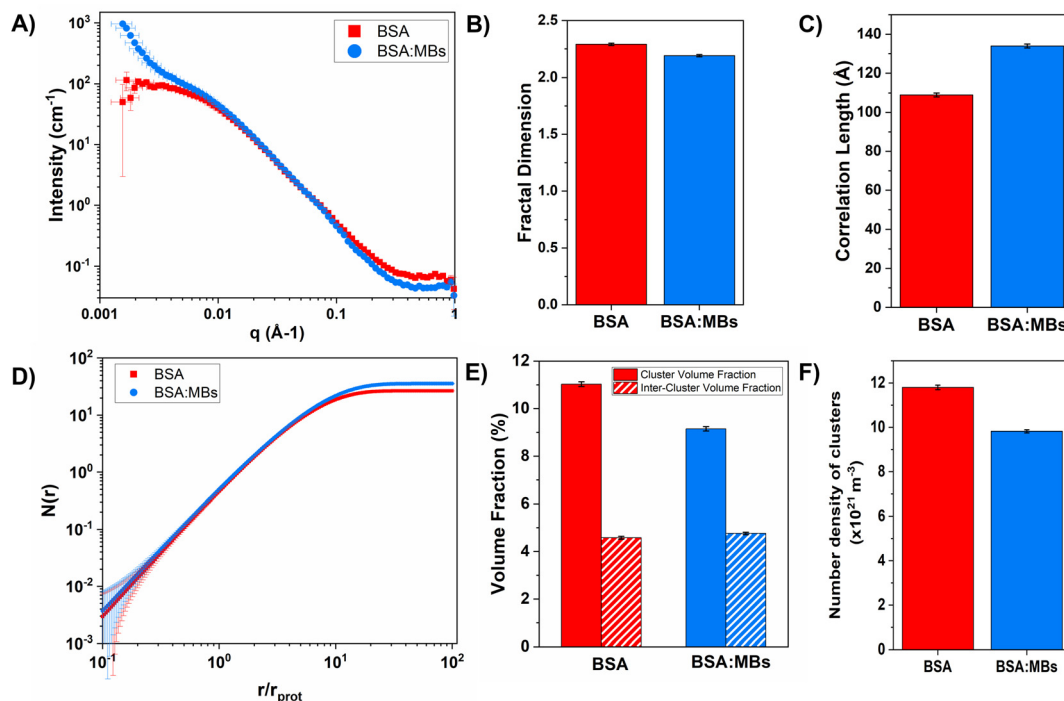 A)
BSA
BSA:MBs
10³
10²
10¹
10⁰
10⁻¹
Intensity (cm⁻¹)
0.001 0.01 0.1 1
q (Å-1)
B)
2.5
2.0
1.5
1.0
0.5
0.0
Fractal Dimension
BSA BSA:MBs
C)
140
120
100
80
60
40
20
0
Correlation Length (Å)
BSA BSA:MBs
D)
BSA
BSA:MBs
10²
10¹
10⁰
10⁻¹
10⁻²
10⁻³
N(r)
10⁻¹ 10⁰ 10¹ 10²
r/rprot
E)
Cluster Volume Fraction
Inter-Cluster Volume Fraction
12
10
8
6
4
2
0
Volume Fraction (%)
BSA BSA:MBs
F)
12
10
8
6
4
2
0
Number density of clusters
(x10²¹ m⁻³)
BSA BSA:MBs